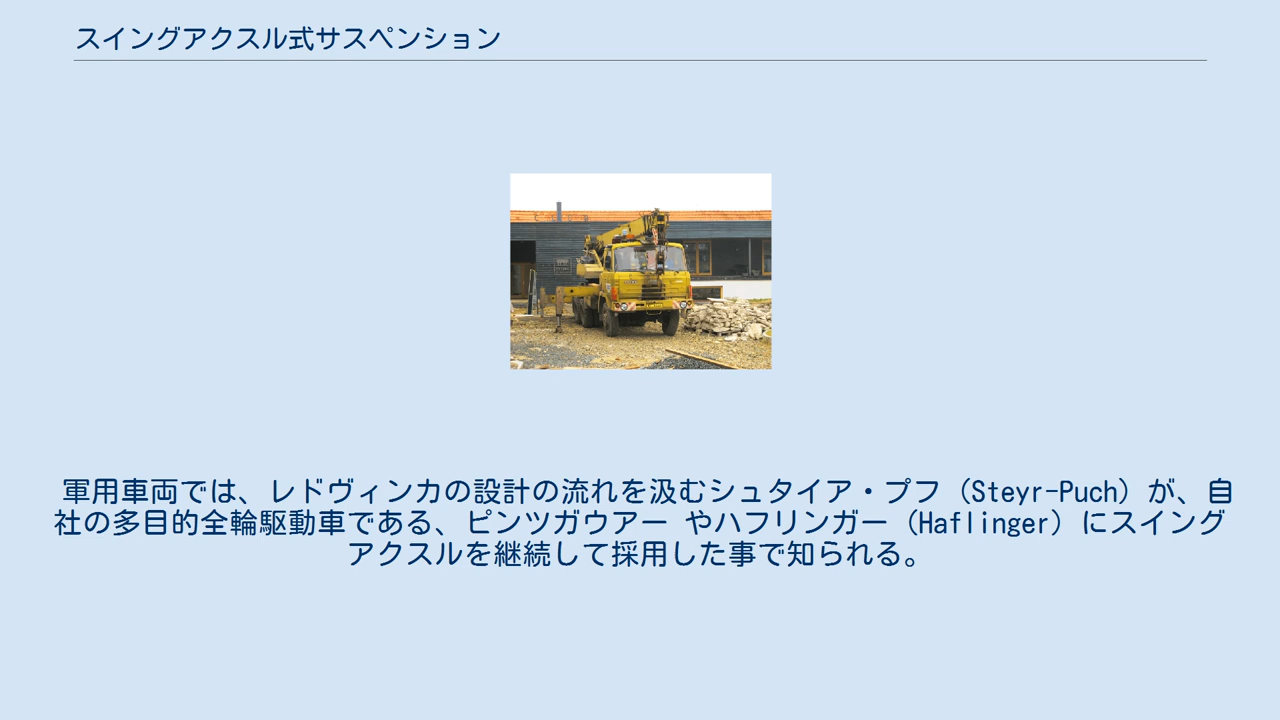 スイングアクスル式サスペンション
軍用車両では、レドヴィンカの設計の流れを汲むシュタイア・プフ（Steyr-Puch）が、自
社の多目的全輪駆動車である、ピンツガウアー やハフリンガー（Haflinger）にスイング
アクスルを継続して採用した事で知られる。